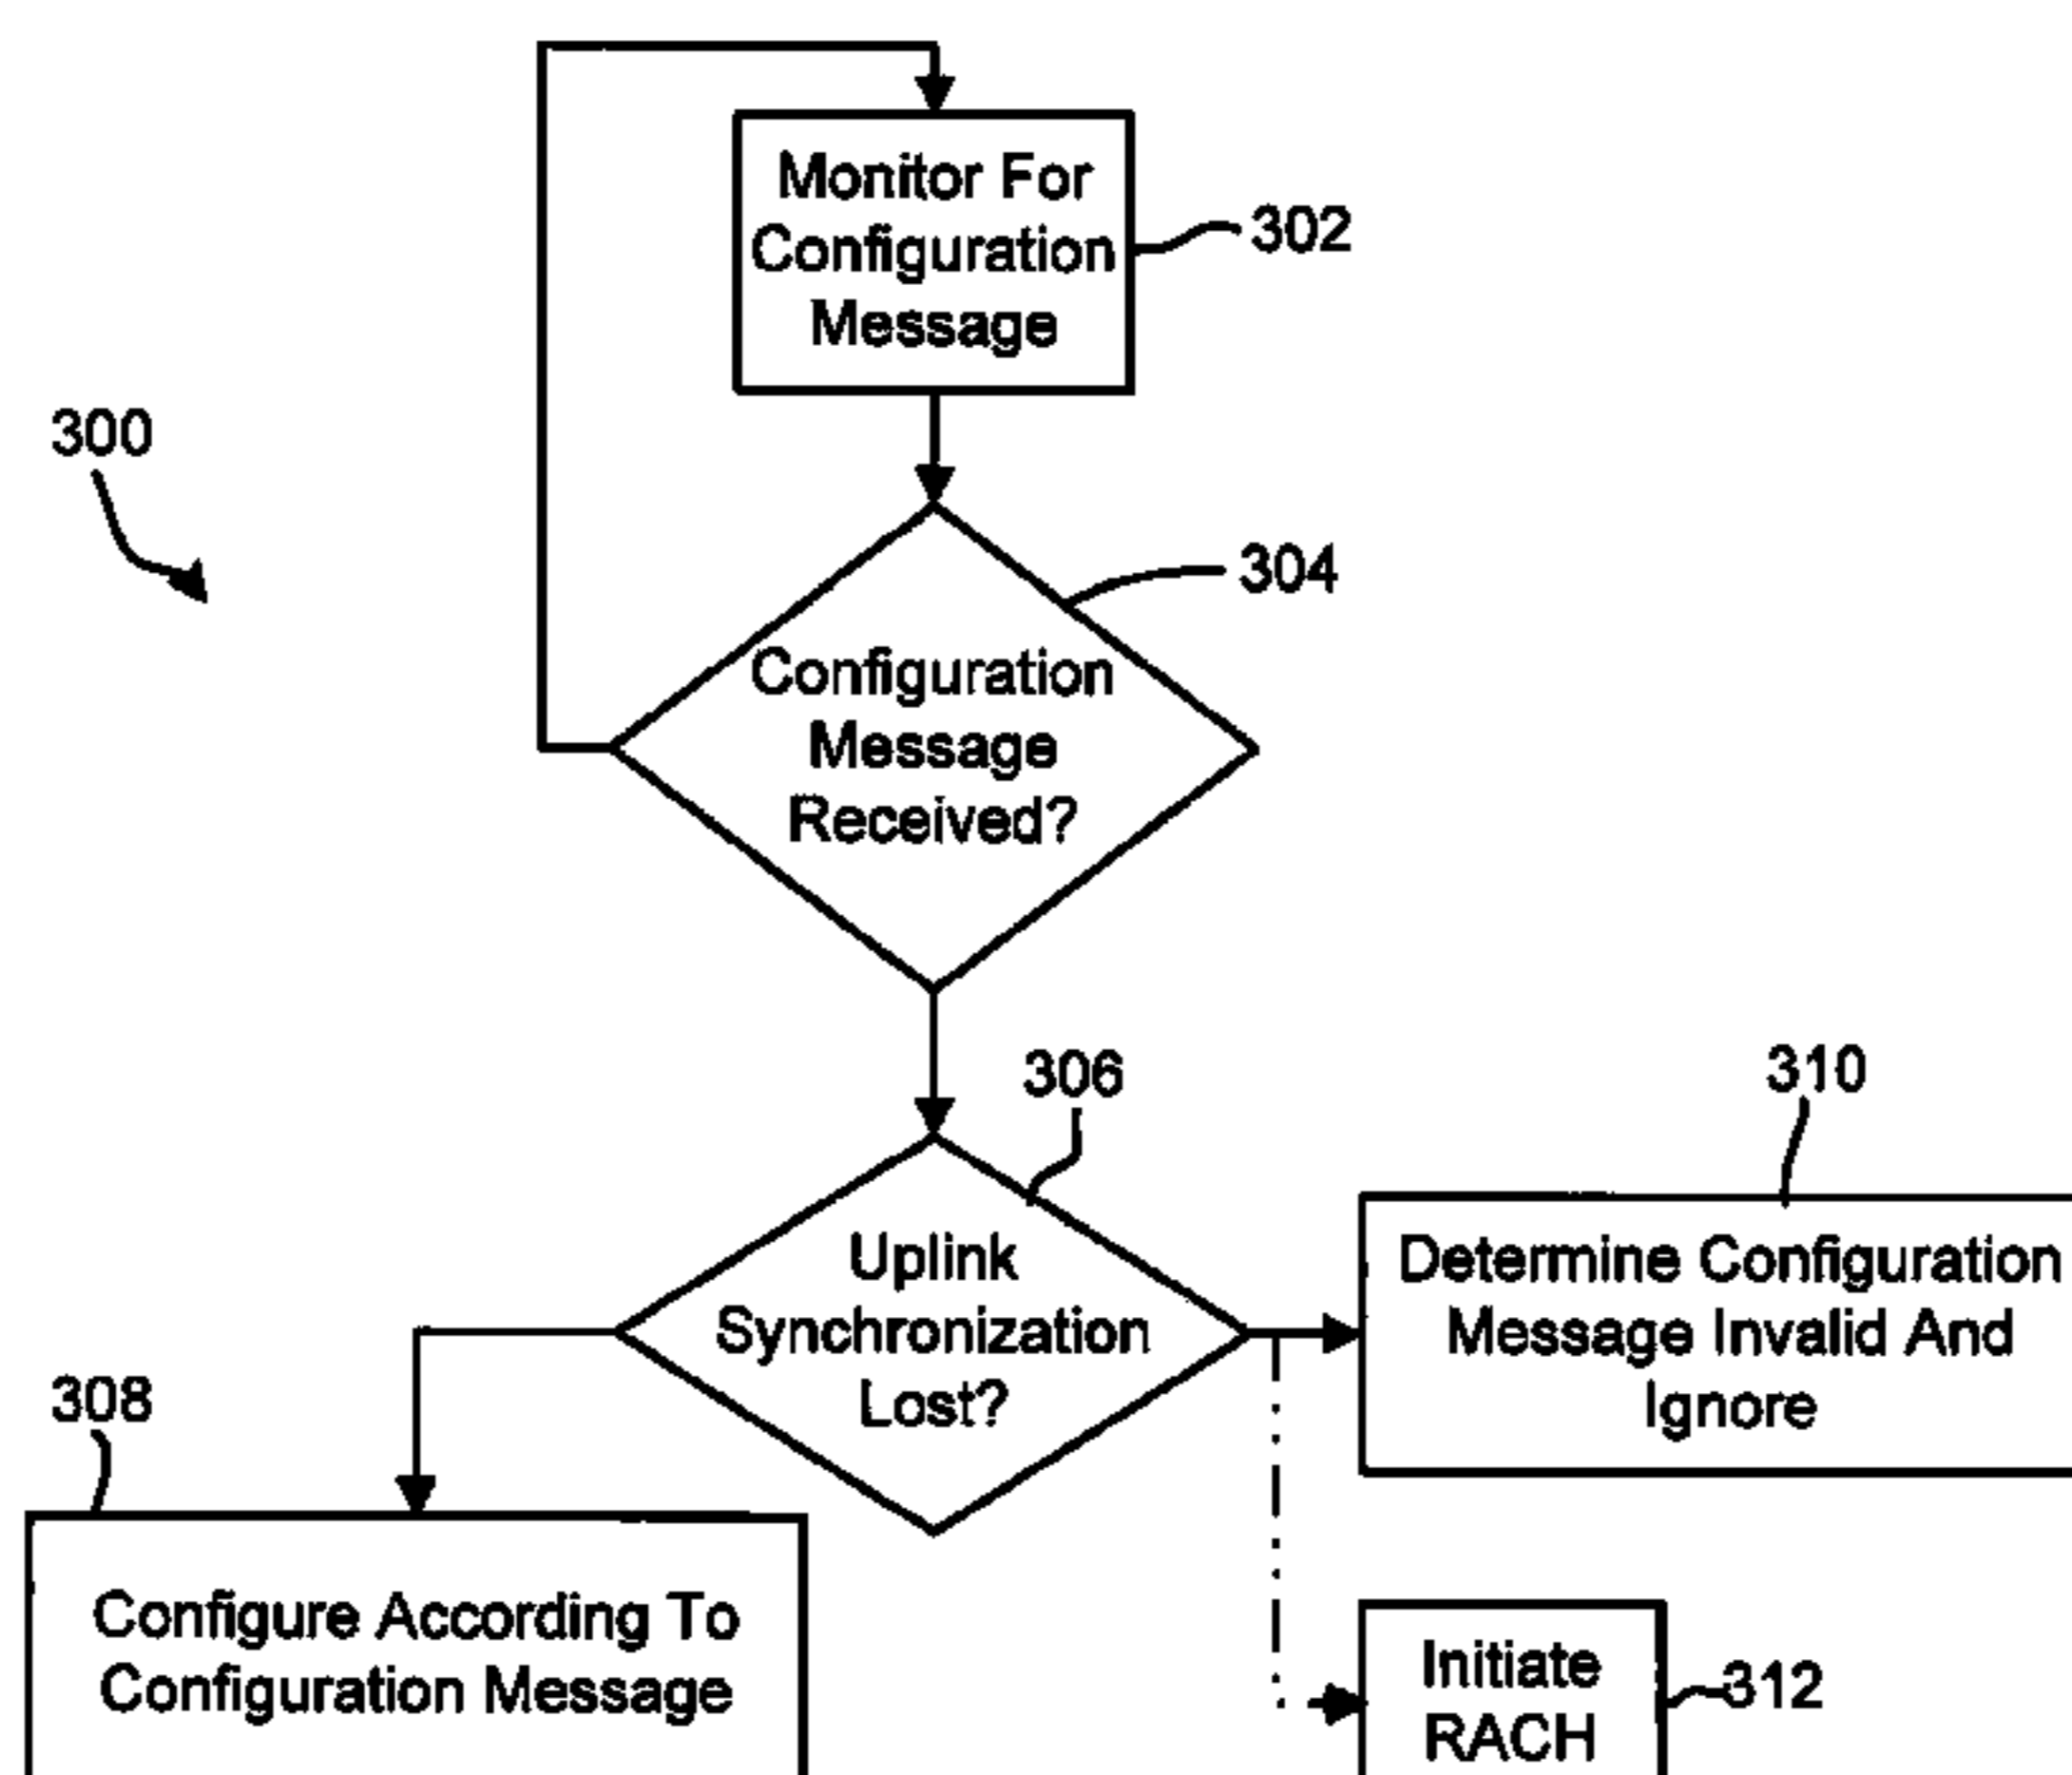 Monitor For
Configuration
Message
302
300
304
Configuration
Message
Received?
306
310
Uplink
Synchronization
Lost?
Determine Configuration
Message Invalid And
Ignore
308
Configure According To
Configuration Message
Initiate
RACH
312